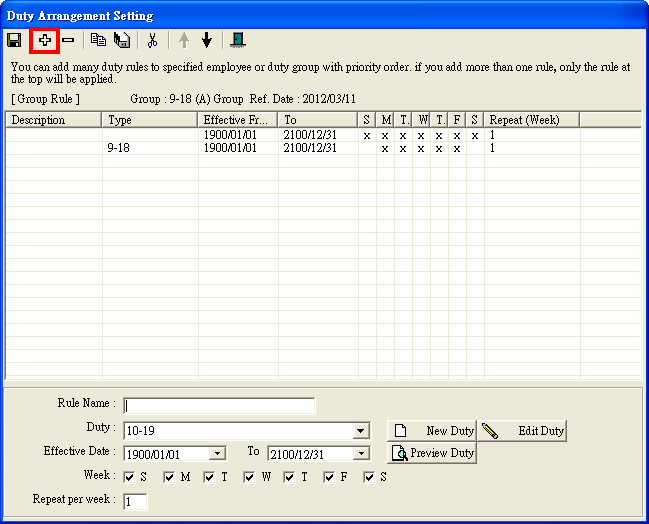 Duty Arrangement Setting
You can add many duty rules to specified employee or duty group with priority order. if you add more than one rule, only the rule at
the top will be applied.
[ Group Rule ] Group : 9-18 (A) Group Ref. Date : 2012/03/11
Description Type Effective Fr... To S M T. W T. F S Repeat (Week)
1900/01/01 2100/12/31 x x x x x x x 1
9-18 1900/01/01 2100/12/31 x x x x x 1
Rule Name :
Duty : 10-19 New Duty Edit Duty
Effective Date : 1900/01/01 To 2100/12/31 Preview Duty
Week : S M T W T F S
Repeat per week : 1